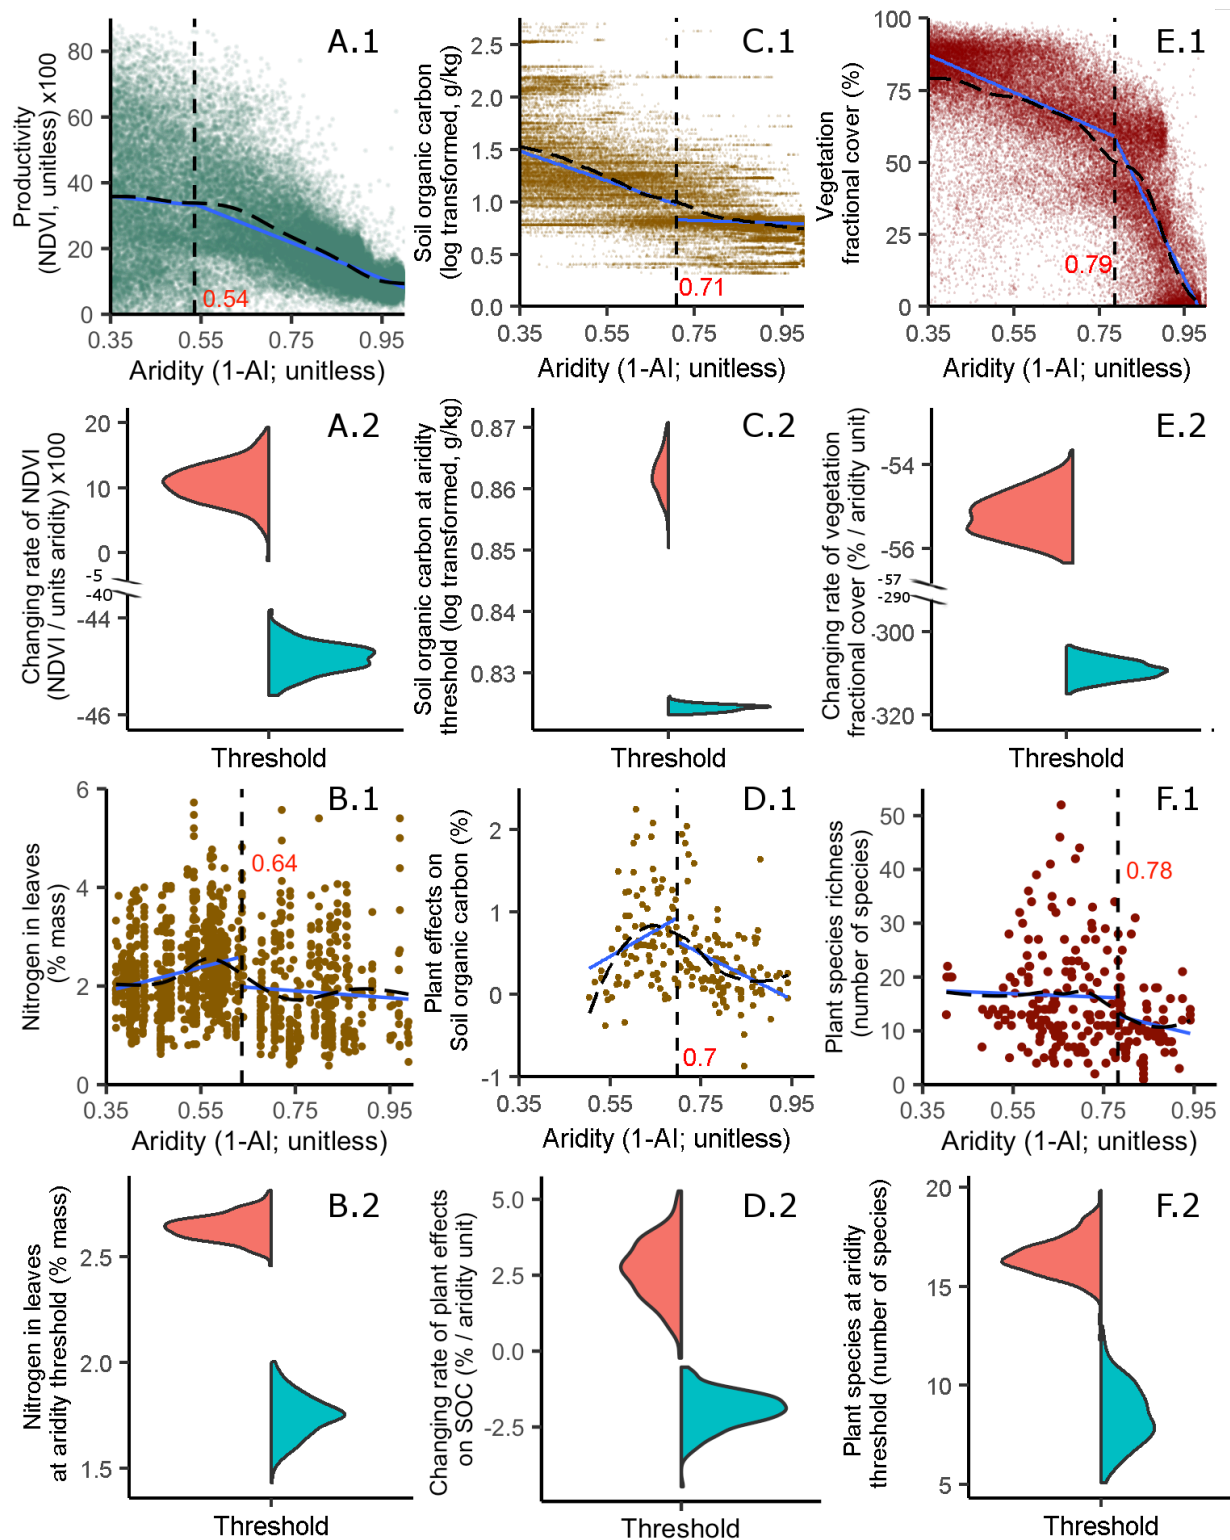 A.1
Productivity
(NDVI, unitless) x100
80
60
40
20
0
0.54
0.35
0.55
0.75
0.95
Aridity (1-AI; unitless)
C.1
Soil organic carbon
(log transformed, g/kg)
2.5
2.0
1.5
1.0
0.5
0.0
0.71
0.35
0.55
0.75
0.95
Aridity (1-AI; unitless)
E.1
Vegetation
fractional cover (%)
100
75
50
25
0
0.79
0.35
0.55
0.75
0.95
Aridity (1-AI; unitless)
A.2
Changing rate of NDVI
(NDVI / units aridity) x100
20
10
0
-5
-40
-44
-46
Threshold
C.2
Soil organic carbon at aridity
threshold (log transformed, g/kg)
0.87
0.86
0.85
0.84
0.83
Threshold
E.2
Changing rate of vegetation
fractional cover (% / aridity unit)
-54
-56
-57
-290
-300
-310
-320
Threshold
B.1
Nitrogen in leaves
(% mass)
6
4
2
0
0.64
0.35
0.55
0.75
0.95
Aridity (1-AI; unitless)
D.1
Plant effects on
Soil organic carbon (%)
2
1
0
-1
0.7
0.35
0.55
0.75
0.95
Aridity (1-AI; unitless)
F.1
Plant species richness
(number of species)
50
40
30
20
10
0
0.78
0.35
0.55
0.75
0.95
Aridity (1-AI; unitless)
B.2
Nitrogen in leaves
at aridity threshold (% mass)
2.5
2.0
1.5
Threshold
D.2
Changing rate of plant effects
on SOC (% / aridity unit)
5.0
2.5
0.0
-2.5
Threshold
F.2
Plant species at aridity
threshold (number of species)
20
15
10
5
Threshold